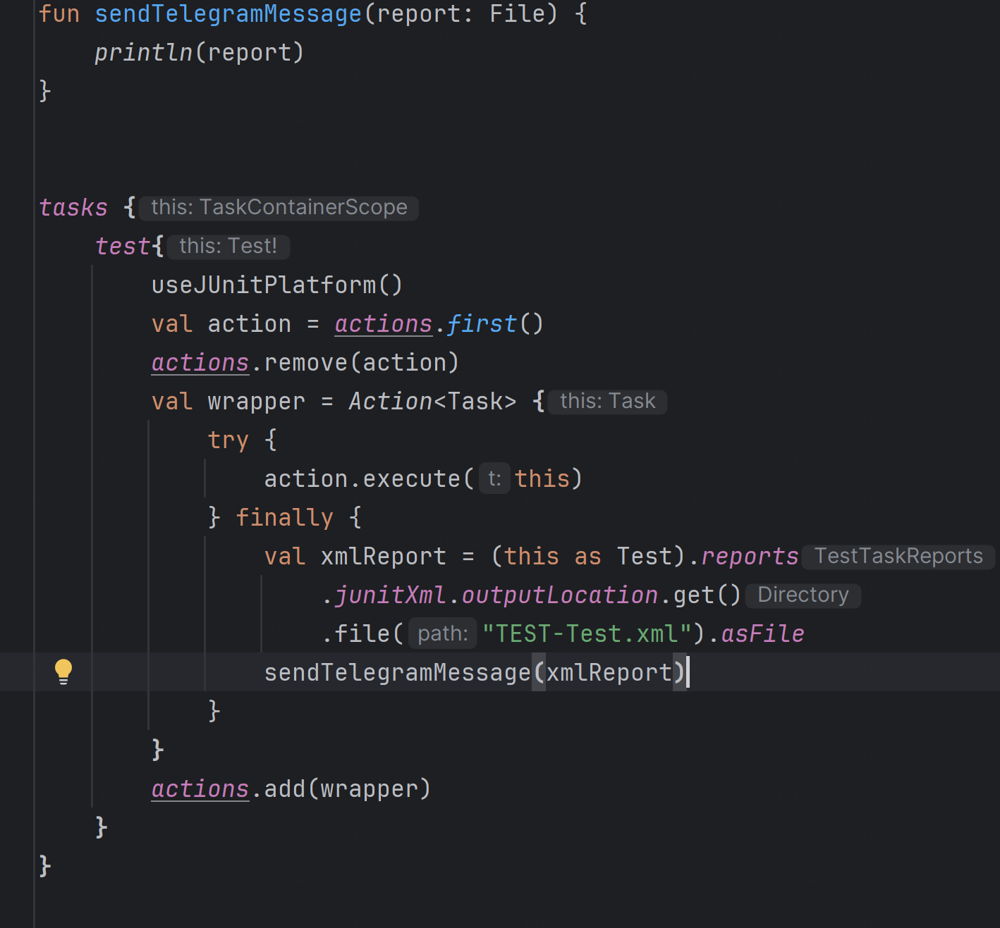 fun sendTelegramMessage(report: File) {
    println(report)
}
tasks { this: TaskContainerScope
    test{ this: Test!
        useJUnitPlatform()
        val action = actions.first()
        actions.remove(action)
        val wrapper = Action<Task> { this: Task
            try {
                action.execute( t: this)
            } finally {
                val xmlReport = (this as Test).reports TestTaskReports
                    .junitXml.outputLocation.get() Directory
                    .file( path: "TEST-Test.xml").asFile
                sendTelegramMessage(xmlReport)
            }
        }
        actions.add(wrapper)
    }
}